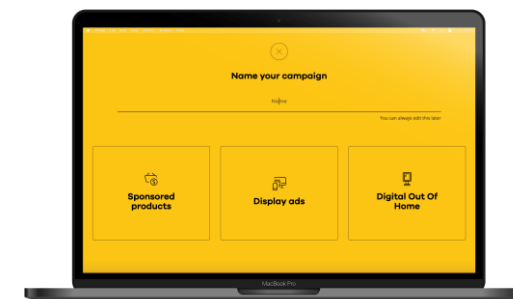 Name your campaign
Name
You can always edit this later
Sponsored
products
Display ads
Digital Out Of
Home
MacBook Pro